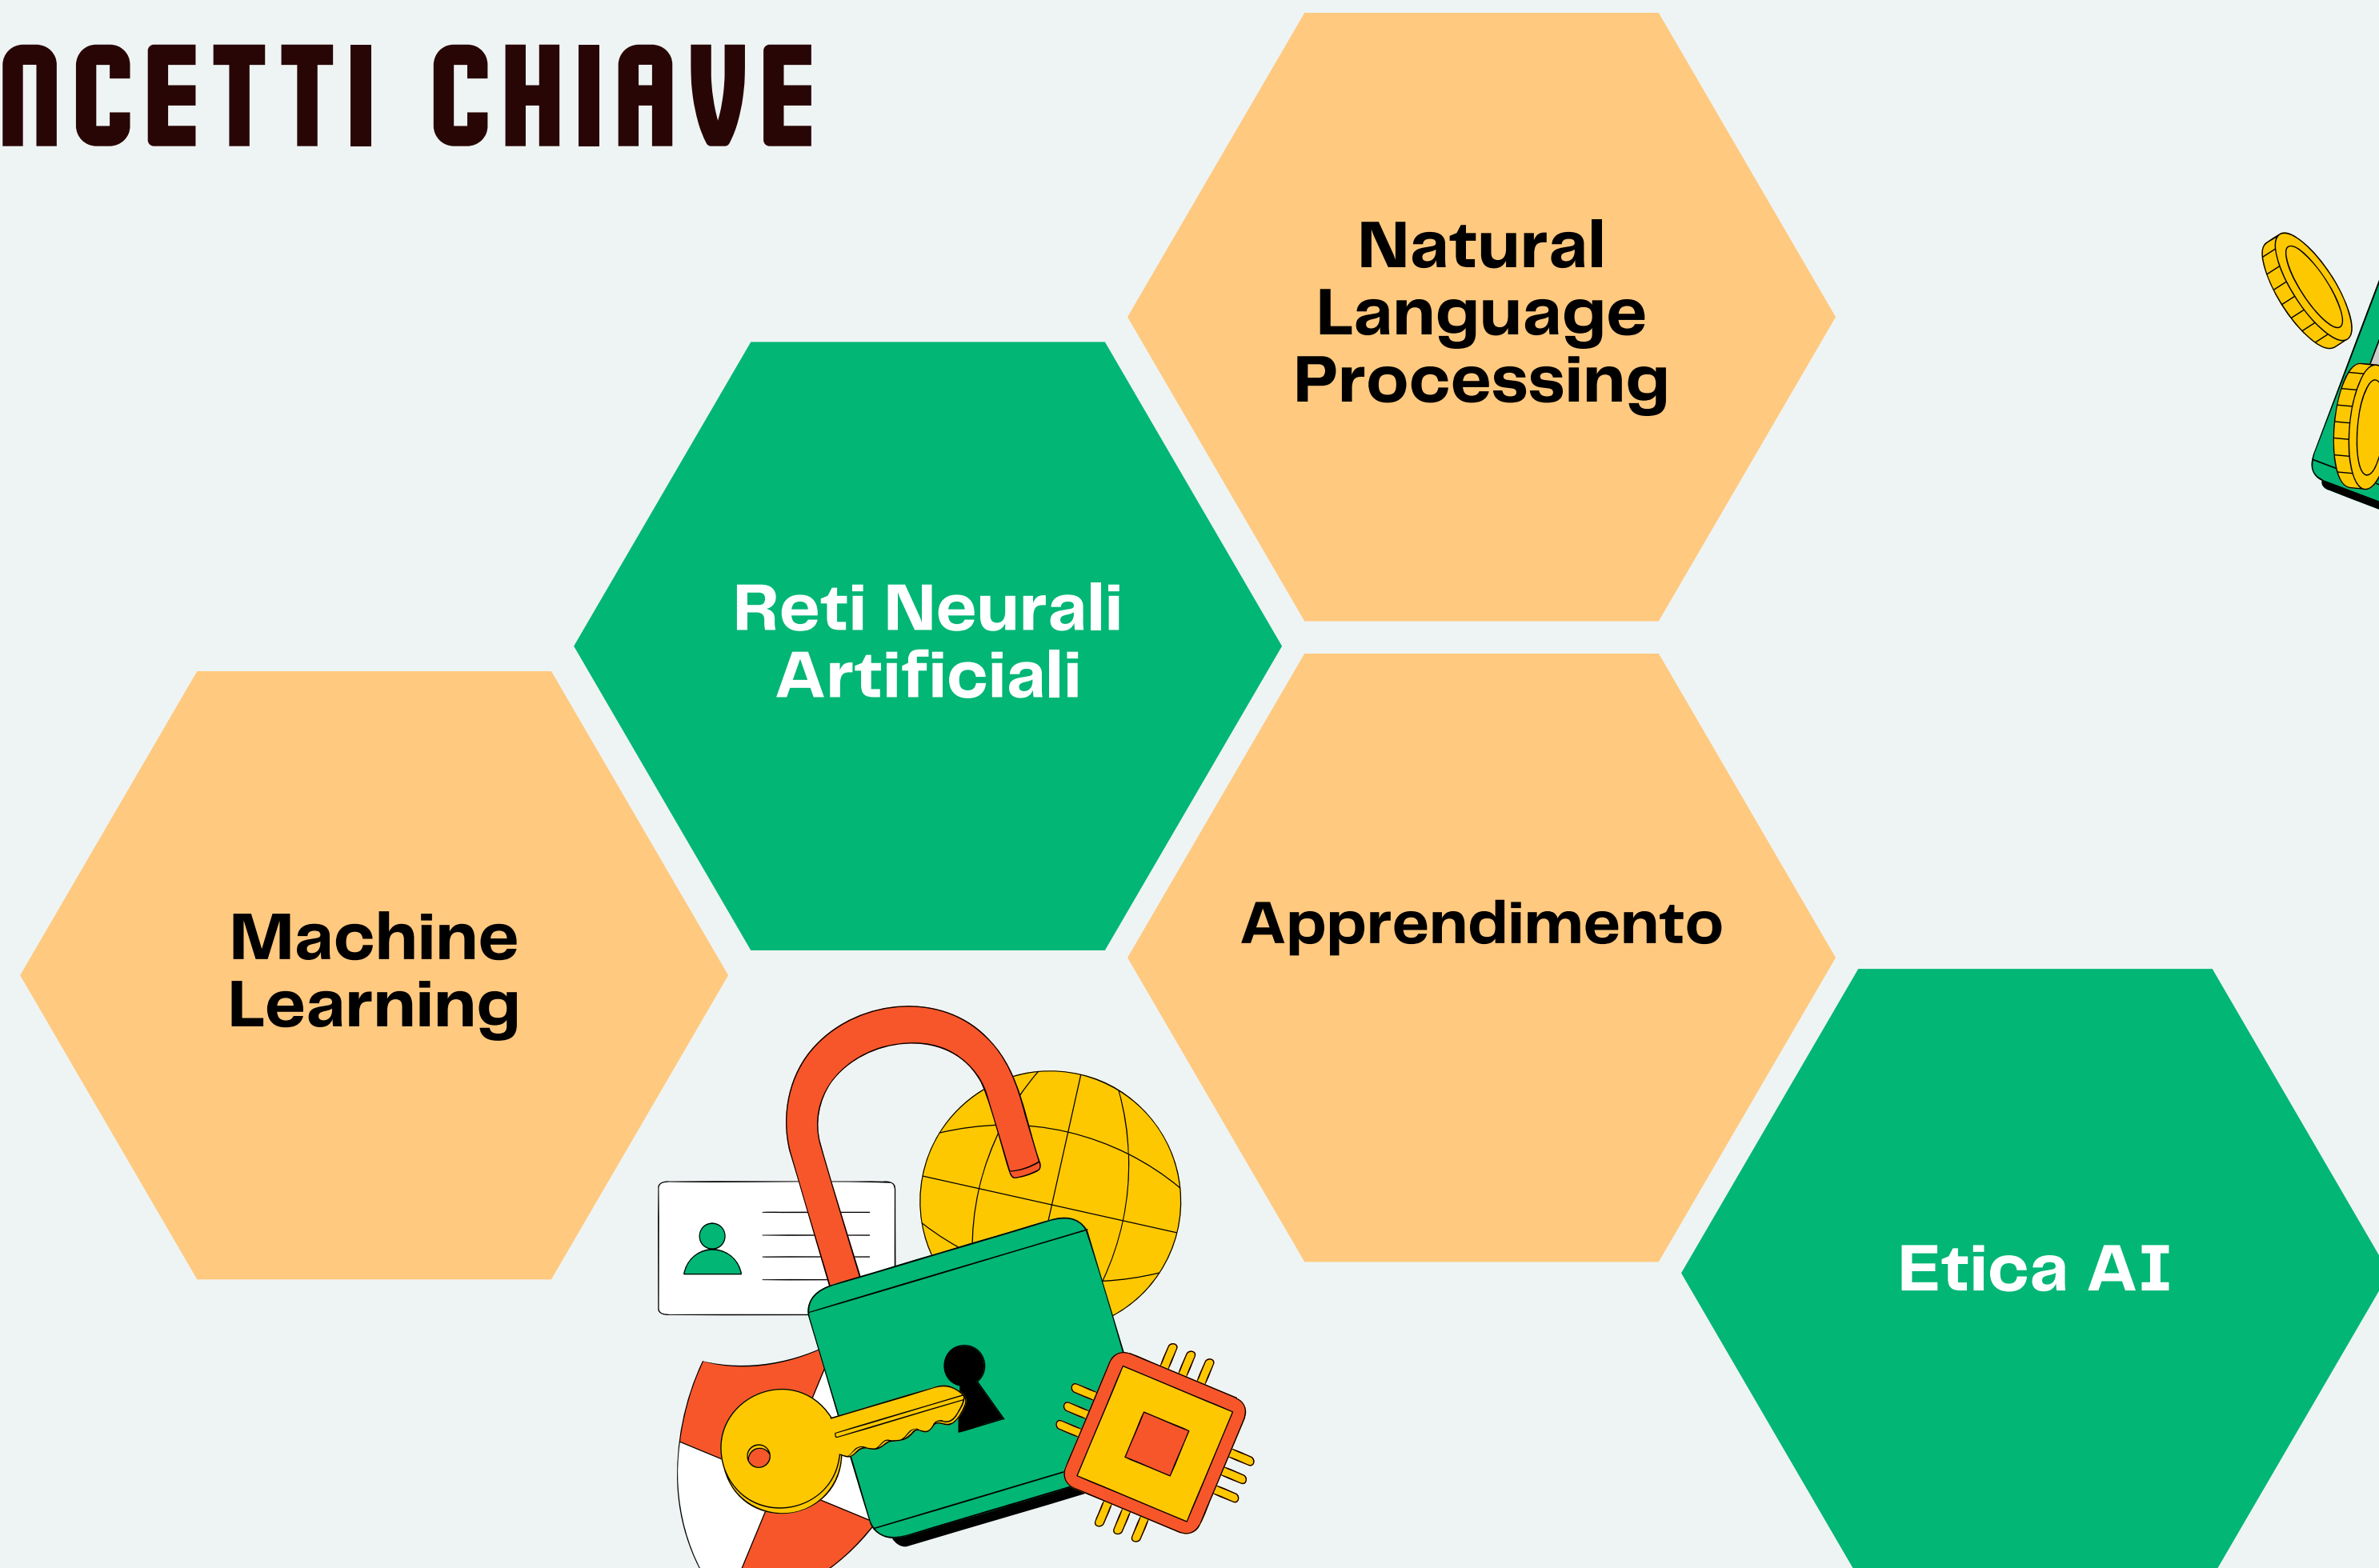 NCETTI CHIAVE
Natural
Language
Processing
Reti Neurali
Artificiali
Machine
Learning
Apprendimento
Etica AI